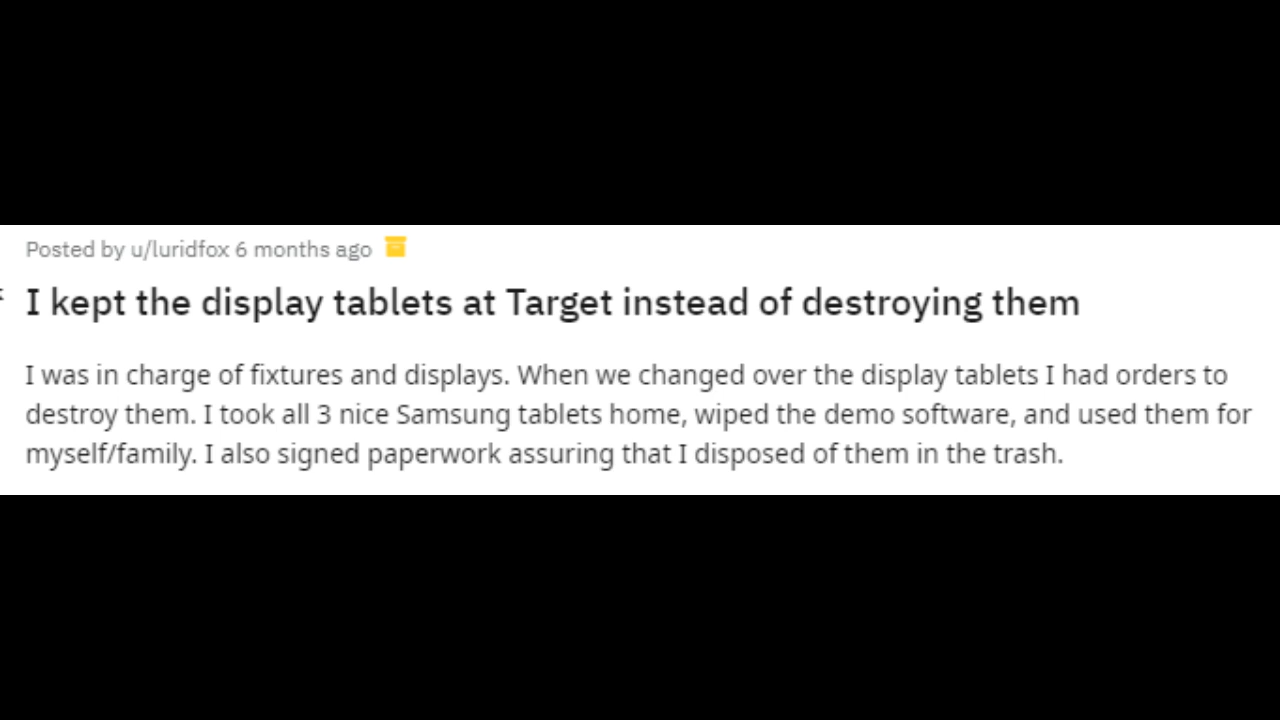 Posted by u/luridfox 6 months ago
I kept the display tablets at Target instead of destroying them
I was in charge of fixtures and displays. When we changed over the display tablets I had orders to
destroy them. I took all 3 nice Samsung tablets home, wiped the demo software, and used them for
myself/family. I also signed paperwork assuring that I disposed of them in the trash.